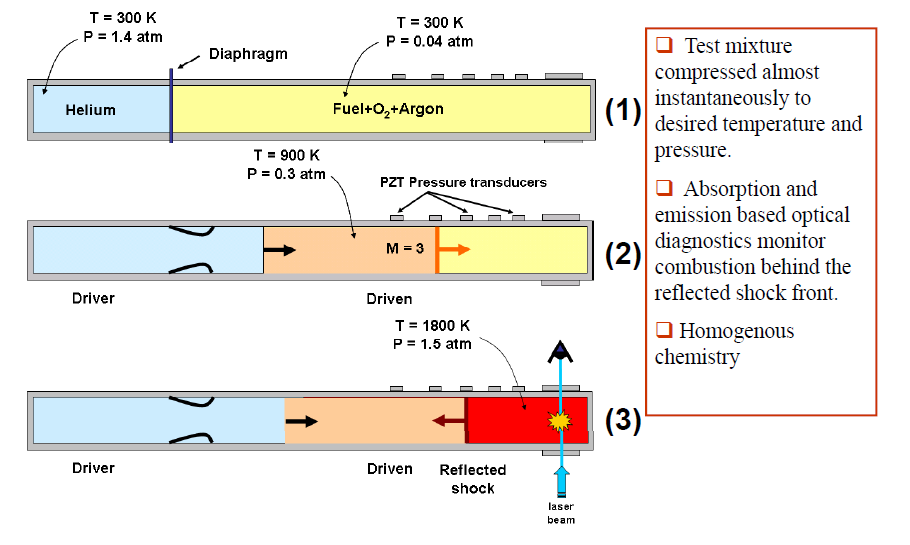 T = 300 K
P = 1.4 atm
T = 300 K
P = 0.04 atm
Diaphragm
Helium
Fuel+O₂+Argon
(1)
T = 900 K
P = 0.3 atm
PZT Pressure transducers
M = 3
(2)
Driver
Driven
T = 1800 K
P = 1.5 atm
(3)
Driver
Driven
Reflected
shock
laser
beam
❑ Test mixture
compressed almost
instantaneously to
desired temperature and
pressure.
❑ Absorption and
emission based optical
diagnostics monitor
combustion behind the
reflected shock front.
❑ Homogenous
chemistry